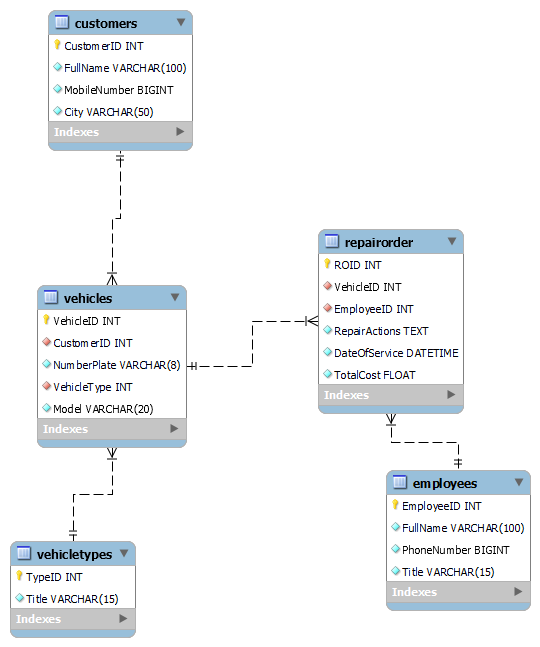 customers
CustomerID INT
FullName VARCHAR(100)
MobileNumber BIGINT
City VARCHAR(50)
Indexes
repairorder
ROID INT
VehicleID INT
EmployeeID INT
RepairActions TEXT
DateOfService DATETIME
TotalCost FLOAT
Indexes
vehicles
VehicleID INT
CustomerID INT
NumberPlate VARCHAR(8)
VehicleType INT
Model VARCHAR(20)
Indexes
employees
EmployeeID INT
FullName VARCHAR(100)
PhoneNumber BIGINT
Title VARCHAR(15)
Indexes
vehicletypes
TypeID INT
Title VARCHAR(15)
Indexes